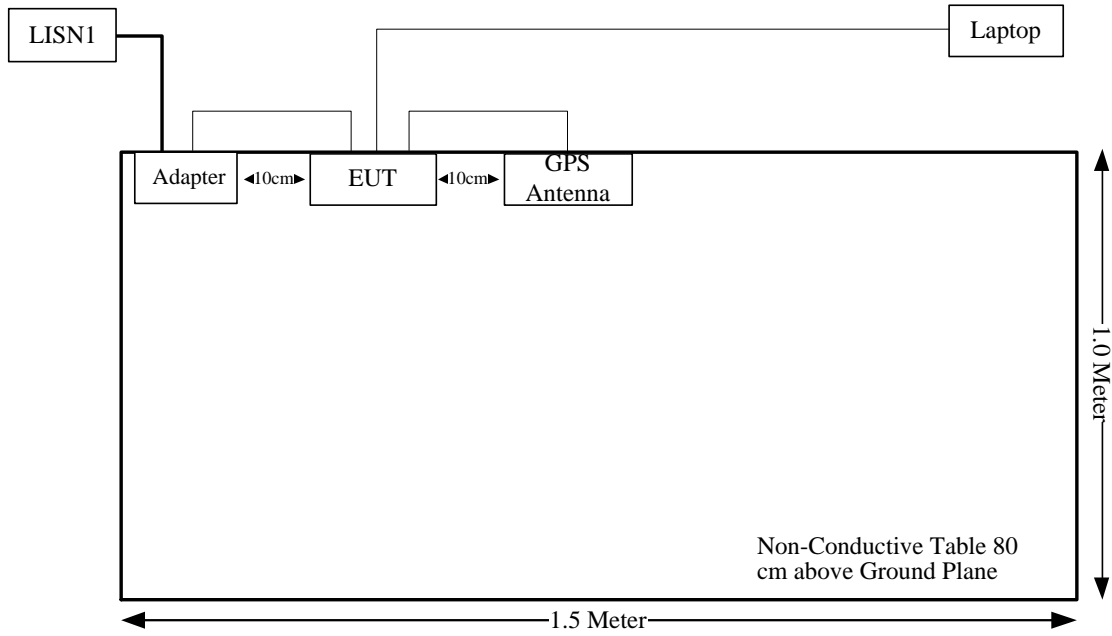 LISN1
Laptop
Adapter
10cm
EUT
10cm
GPS
Antenna
1.0 Meter
Non-Conductive Table 80
cm above Ground Plane
1.5 Meter